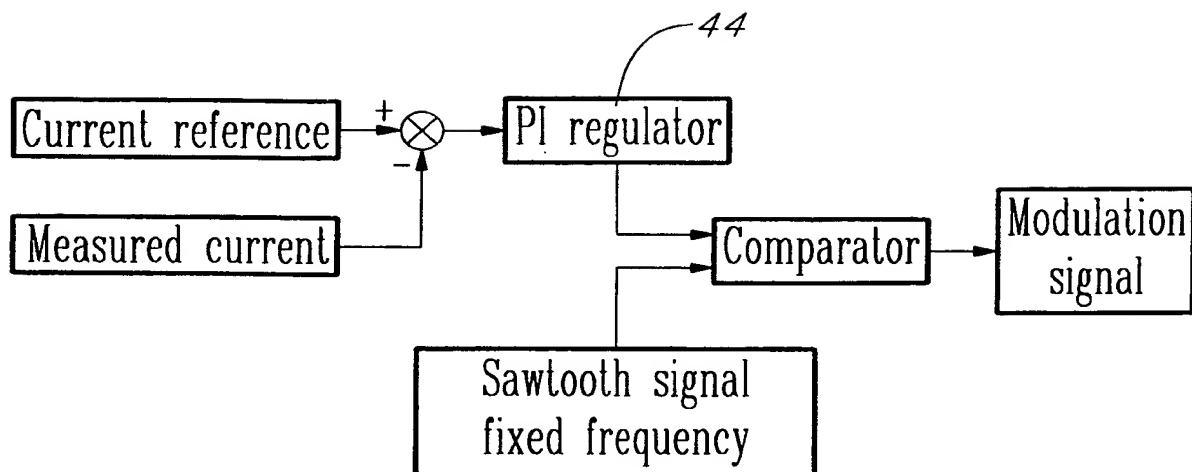 44
Current reference
+
PI regulator
-
Measured current
Comparator
Modulation
signal
Sawtooth signal
fixed frequency